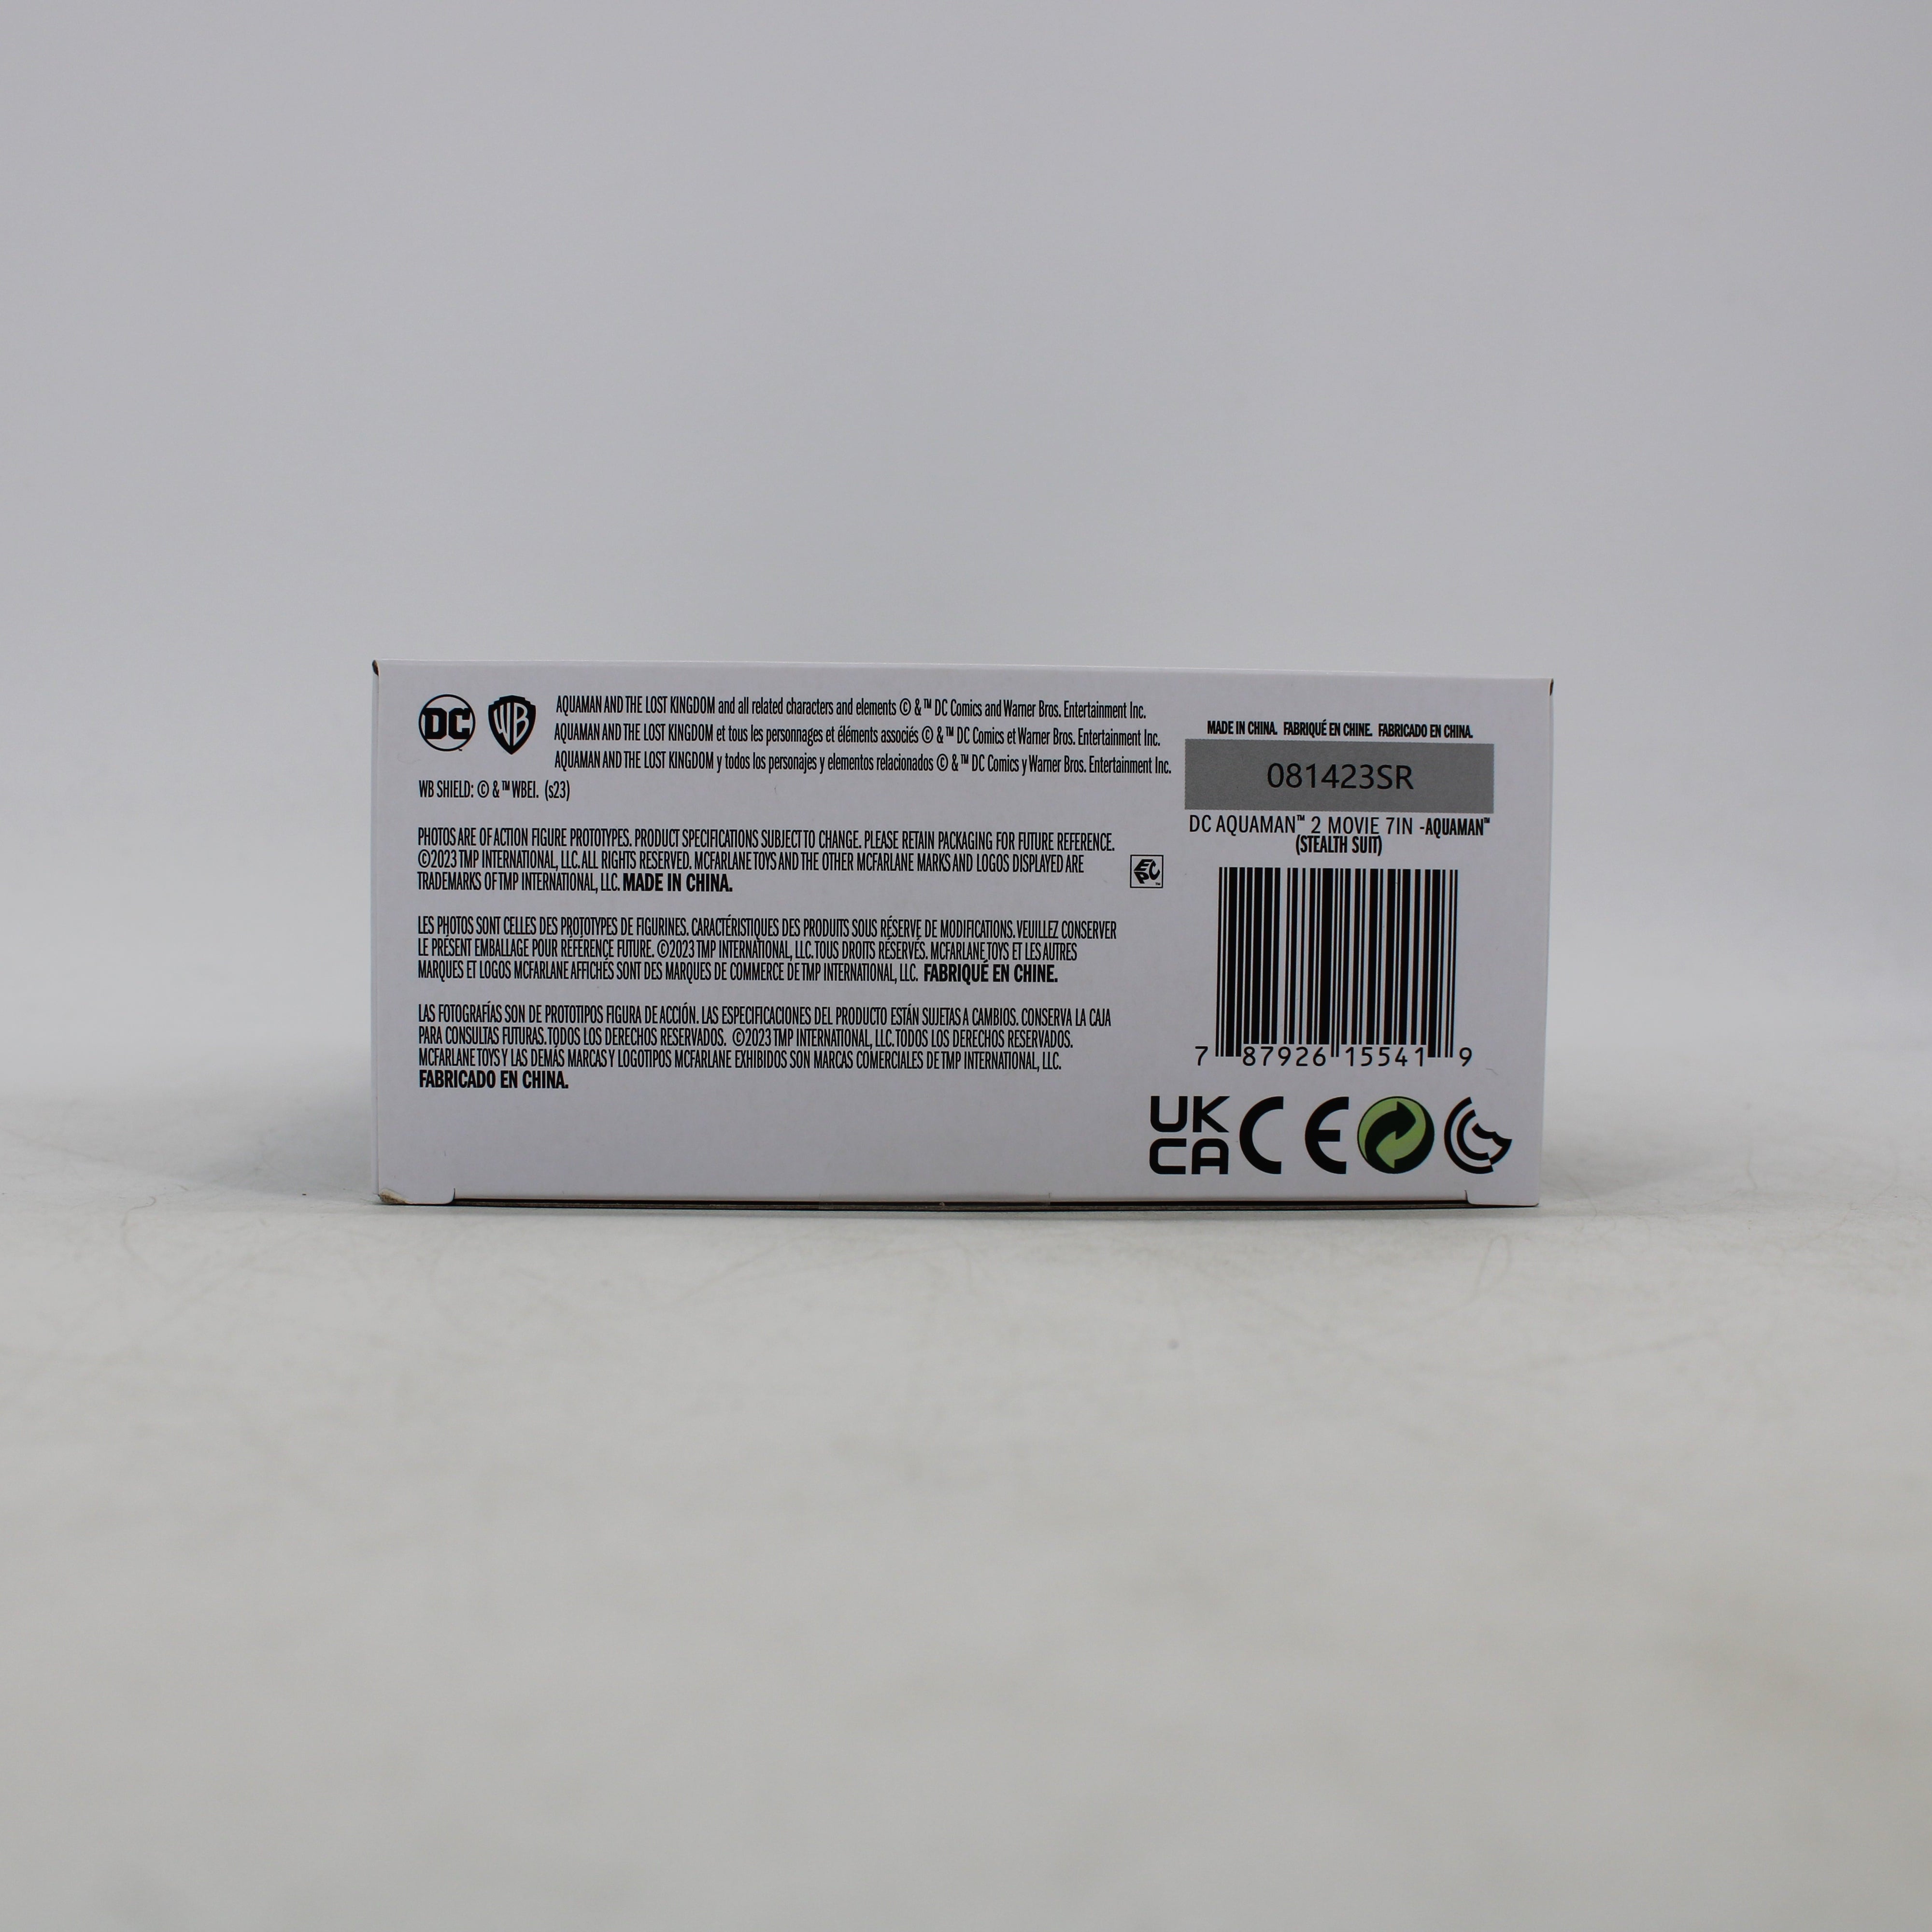 DC WB
AQUAMAN AND THE LOST KINGDOM and all related characters and elements © & ™ DC Comics and Warner Bros. Entertainment Inc.
AQUAMAN AND THE LOST KINGDOM et tous les personnages et éléments associés © & ™ DC Comics et Warner Bros. Entertainment Inc.
AQUAMAN AND THE LOST KINGDOM y todos los personajes y elementos relacionados © & ™ DC Comics y Warner Bros. Entertainment Inc.
WB SHIELD: © & ™ WBEI. (s23)
PHOTOS ARE OF ACTION FIGURE PROTOTYPES. PRODUCT SPECIFICATIONS SUBJECT TO CHANGE. PLEASE RETAIN PACKAGING FOR FUTURE REFERENCE.
©2023 TMP INTERNATIONAL, LLC. ALL RIGHTS RESERVED. MCFARLANE TOYS AND THE OTHER MCFARLANE MARKS AND LOGOS DISPLAYED ARE
TRADEMARKS OF TMP INTERNATIONAL, LLC. MADE IN CHINA.
EPC
LES PHOTOS SONT CELLES DES PROTOTYPES DE FIGURINES. CARACTÉRISTIQUES DES PRODUITS SOUS RÉSERVE DE MODIFICATIONS. VEUILLEZ CONSERVER
LE PRÉSENT EMBALLAGE POUR RÉFÉRENCE FUTURE. ©2023 TMP INTERNATIONAL, LLC. TOUS DROITS RÉSERVÉS. MCFARLANE TOYS ET LES AUTRES
MARQUES ET LOGOS MCFARLANE AFFICHÉS SONT DES MARQUES DE COMMERCE DE TMP INTERNATIONAL, LLC. FABRIQUÉ EN CHINE.
LAS FOTOGRAFÍAS SON DE PROTOTIPOS FIGURA DE ACCIÓN. LAS ESPECIFICACIONES DEL PRODUCTO ESTÁN SUJETAS A CAMBIOS. CONSERVA LA CAJA
PARA CONSULTAS FUTURAS. TODOS LOS DERECHOS RESERVADOS. ©2023 TMP INTERNATIONAL, LLC. TODOS LOS DERECHOS RESERVADOS.
MCFARLANE TOYS Y LAS DEMÁS MARCAS Y LOGOTIPOS MCFARLANE EXHIBIDOS SON MARCAS COMERCIALES DE TMP INTERNATIONAL, LLC.
FABRICADO EN CHINA.
MADE IN CHINA. FABRIQUÉ EN CHINE. FABRICADO EN CHINA.
081423SR
DC AQUAMAN™ 2 MOVIE 7IN -AQUAMAN™
(STEALTH SUIT)
7 87926 15541 9
UK
CA CE